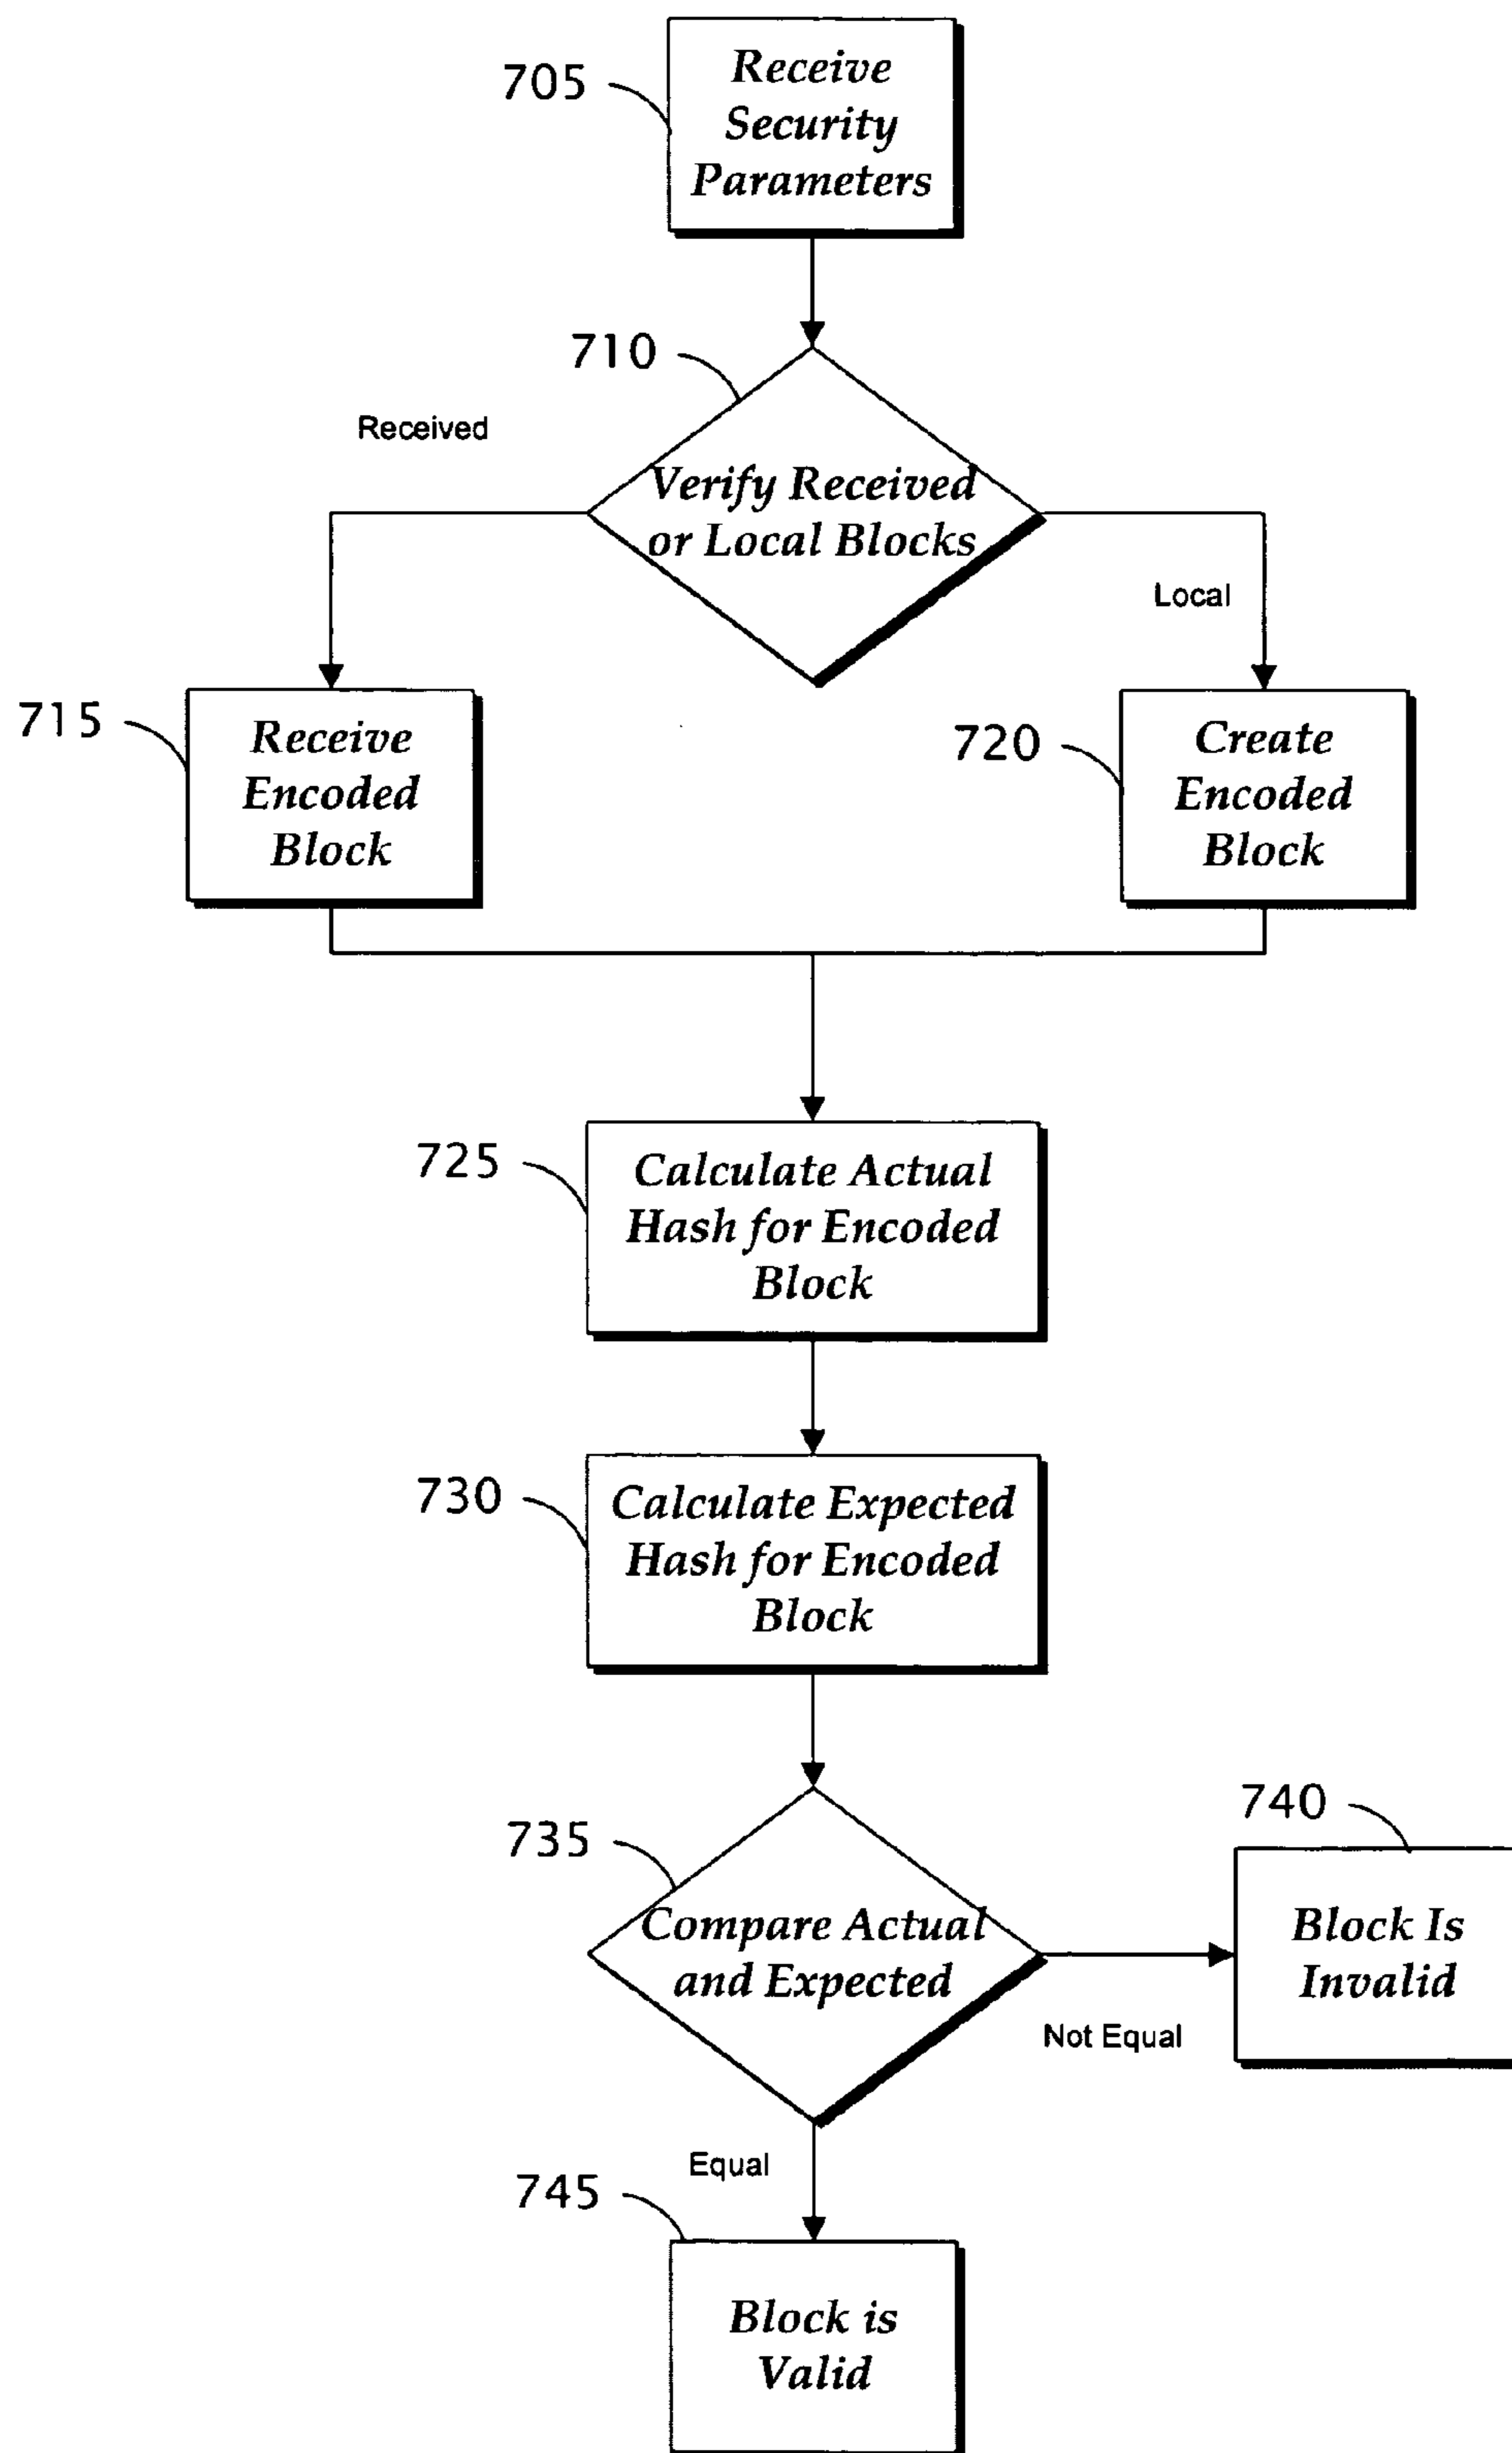 705
Receive
Security
Parameters
710
Received
Verify Received
or Local Blocks
Local
715
Receive
Encoded
Block
720
Create
Encoded
Block
725
Calculate Actual
Hash for Encoded
Block
730
Calculate Expected
Hash for Encoded
Block
735
Compare Actual
and Expected
740
Block Is
Invalid
Not Equal
Equal
745
Block is
Valid